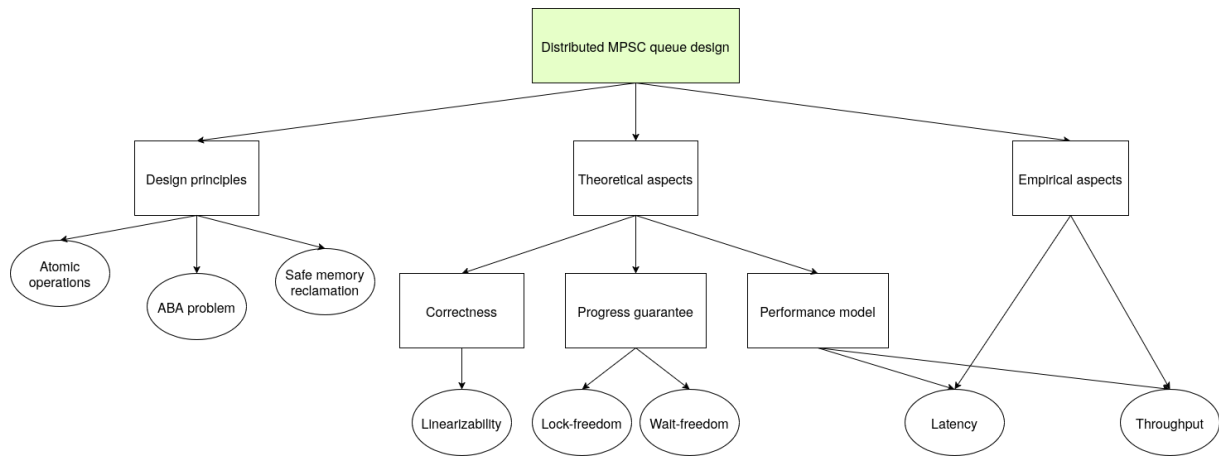 Distributed MPSC queue design
Design principles
Theoretical aspects
Empirical aspects
Atomic
operations
ABA problem
Safe memory
reclamation
Correctness
Progress guarantee
Performance model
Linearizability
Lock-freedom
Wait-freedom
Latency
Throughput